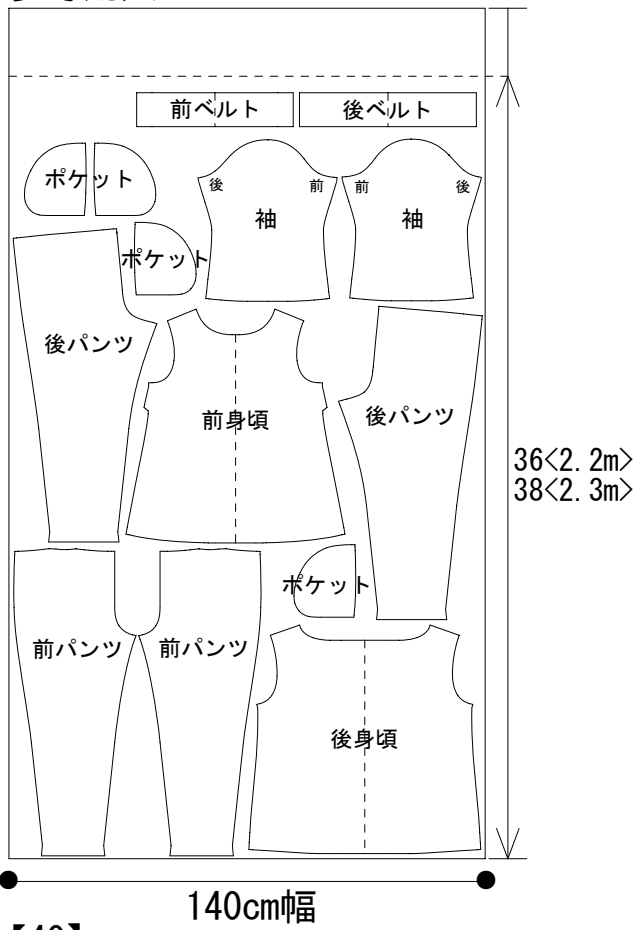 前ベルト 後ベルト
ポケット
後 前 前 後
袖 袖
ポケット
後パンツ
前身頃 後パンツ
36<2.2m>
38<2.3m>
ポケット
前パンツ 前パンツ
後身頃
140cm幅